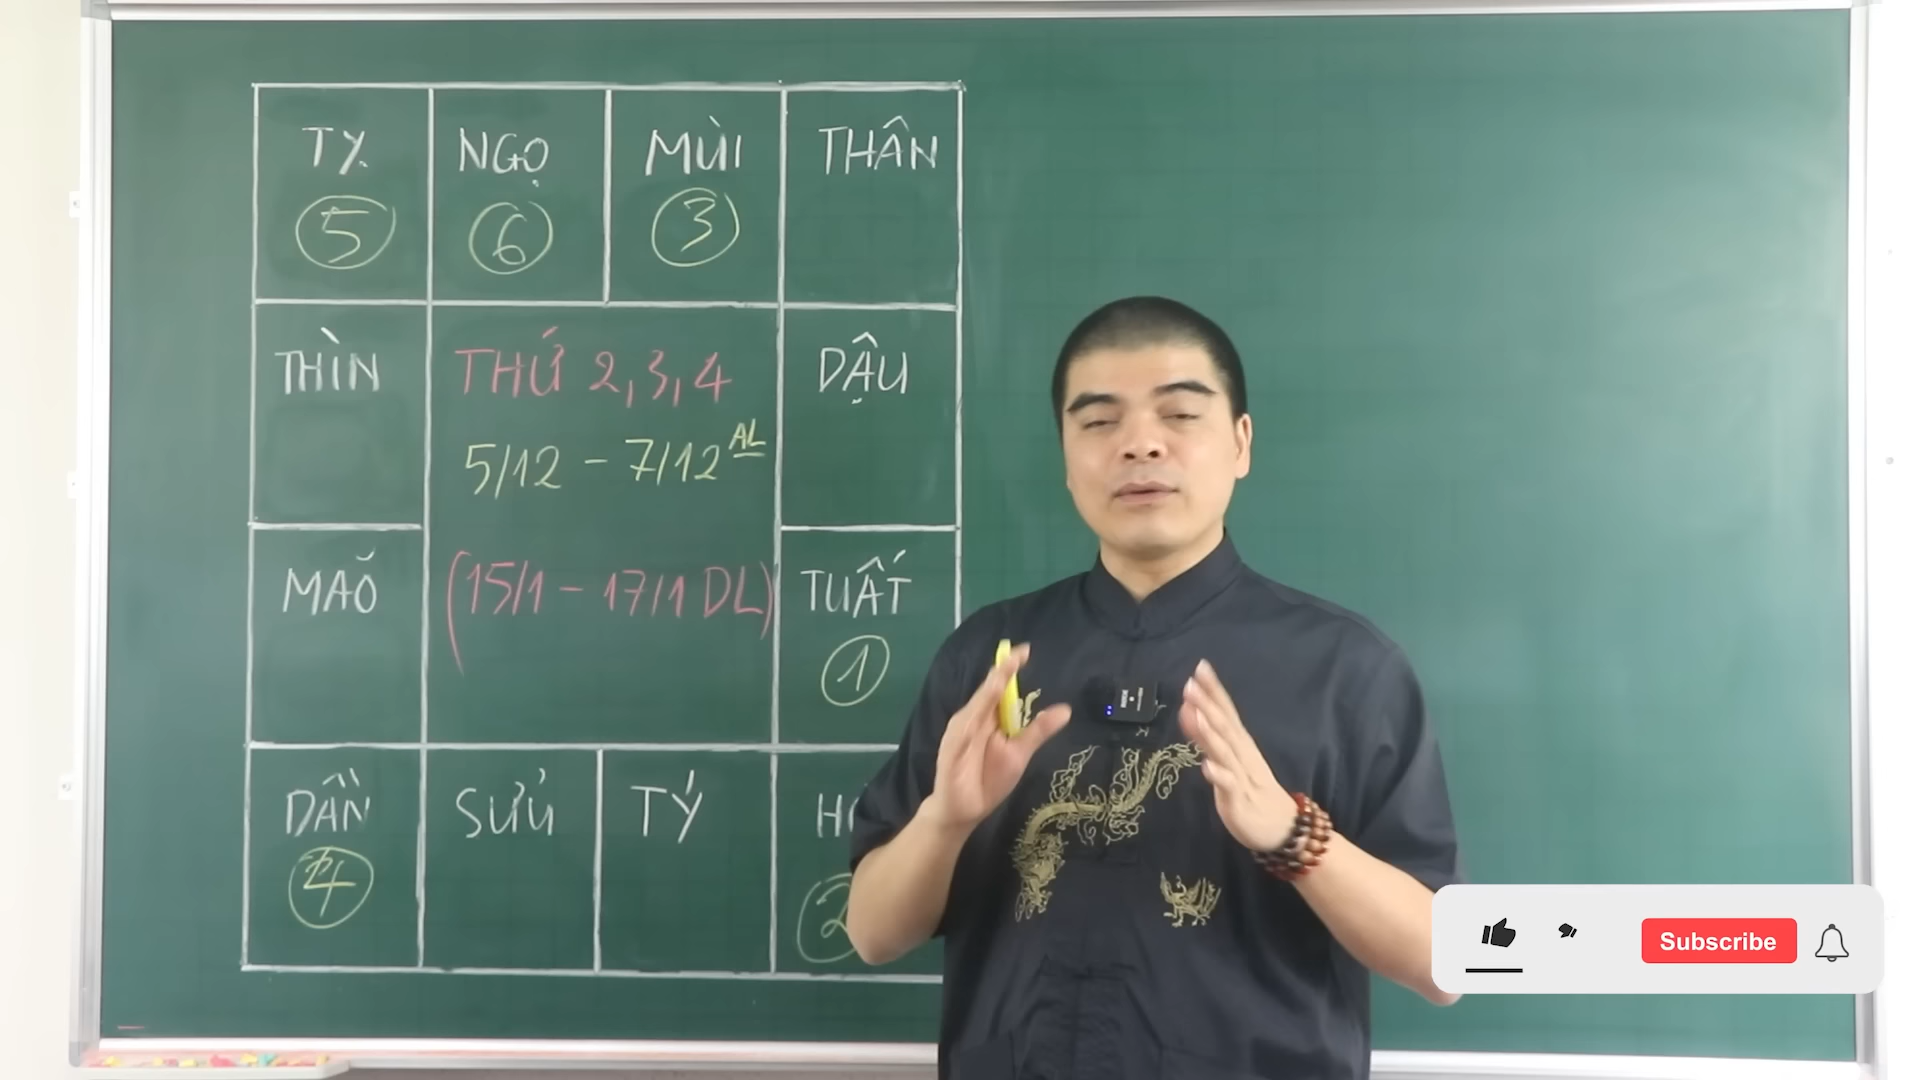 TỴ NGỌ MÙI THÂN
5 6 3
THÌN THỨ 2,3,4 DẬU
5/12 - 7/12 AL
MÃO (15/1 - 17/1 DL) TUẤT
1
DẦN SỬU TÝ
4 2
Subscribe